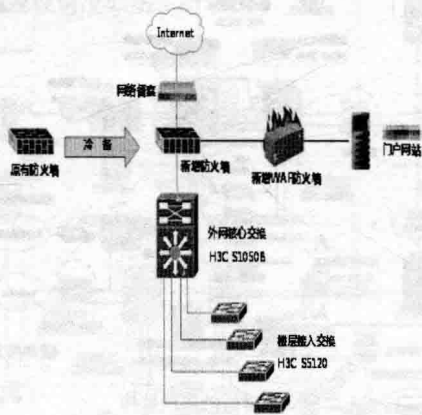 Internet
网络侦察
冷 备
原有防火墙
新增防火墙
新增WAF防火墙
门户网站
外网核心交换
H3C S10508
楼层接入交换
H3C S5120